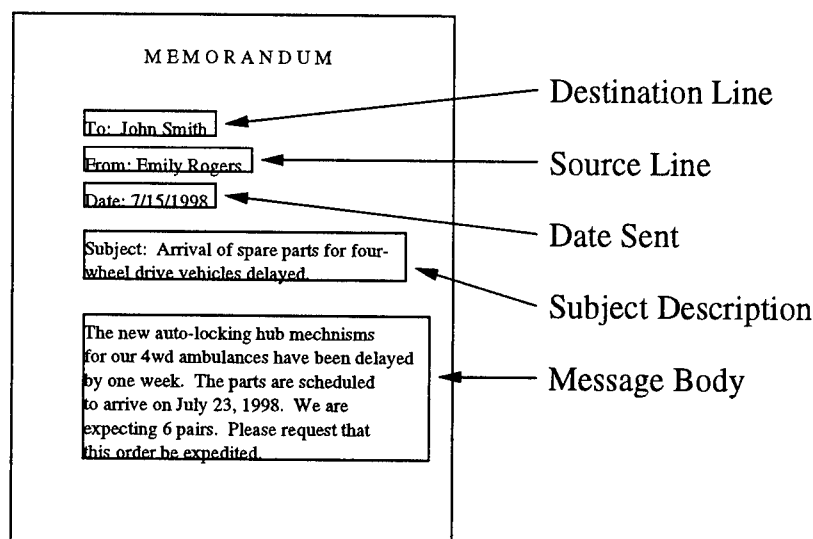 MEMORANDUM
To: John Smith
From: Emily Rogers
Date: 7/15/1998
Subject: Arrival of spare parts for four-
wheel drive vehicles delayed.
The new auto-locking hub mechnisms
for our 4wd ambulances have been delayed
by one week. The parts are scheduled
to arrive on July 23, 1998. We are
expecting 6 pairs. Please request that
this order be expedited.
Destination Line
Source Line
Date Sent
Subject Description
Message Body